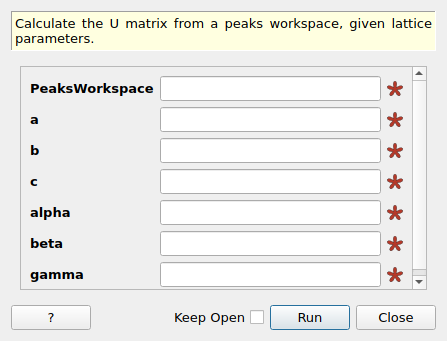 Calculate the U matrix from a peaks workspace, given lattice
parameters.
PeaksWorkspace
a
b
c
alpha
beta
gamma
? Keep Open Run Close